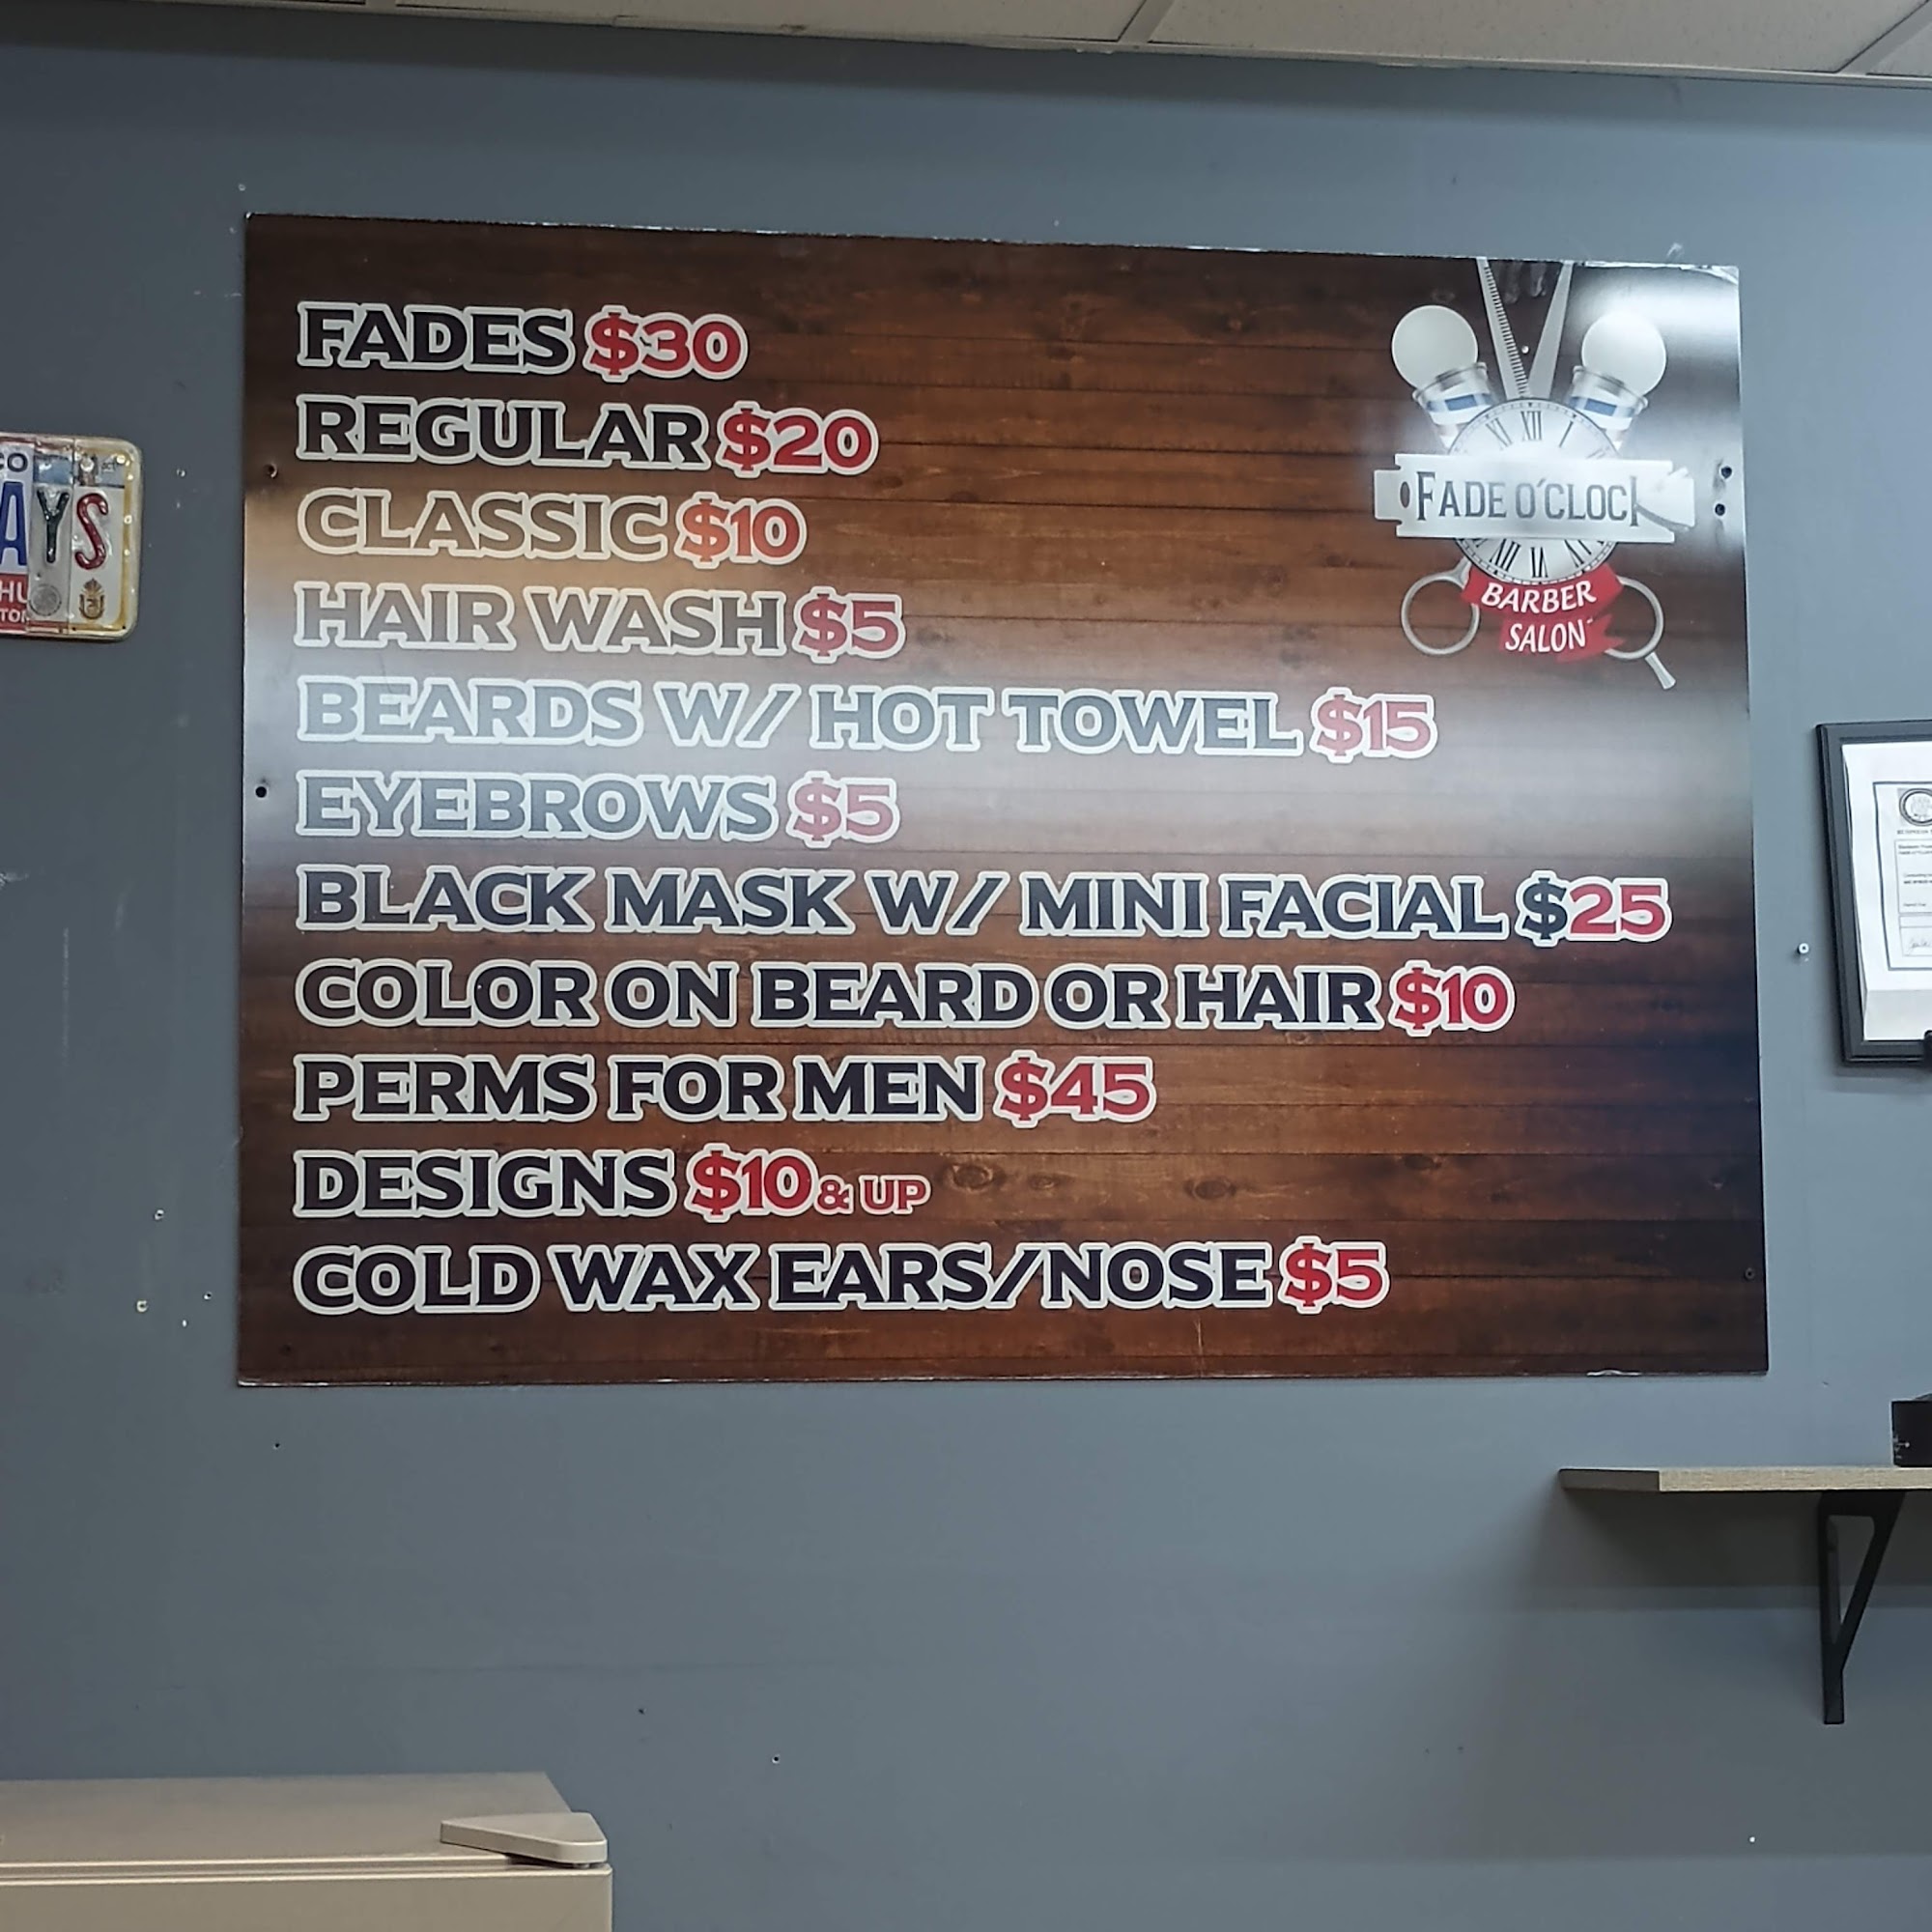 FADES $30
REGULAR $20
CLASSIC $10
HAIR WASH $5
BEARDS W/ HOT TOWEL $15
EYEBROWS $5
BLACK MASK W/ MINI FACIAL $25
COLOR ON BEARD OR HAIR $10
PERMS FOR MEN $45
DESIGNS $10 & UP
COLD WAX EARS/NOSE $5
FADE O'CLOCK
BARBER
SALON
AYS